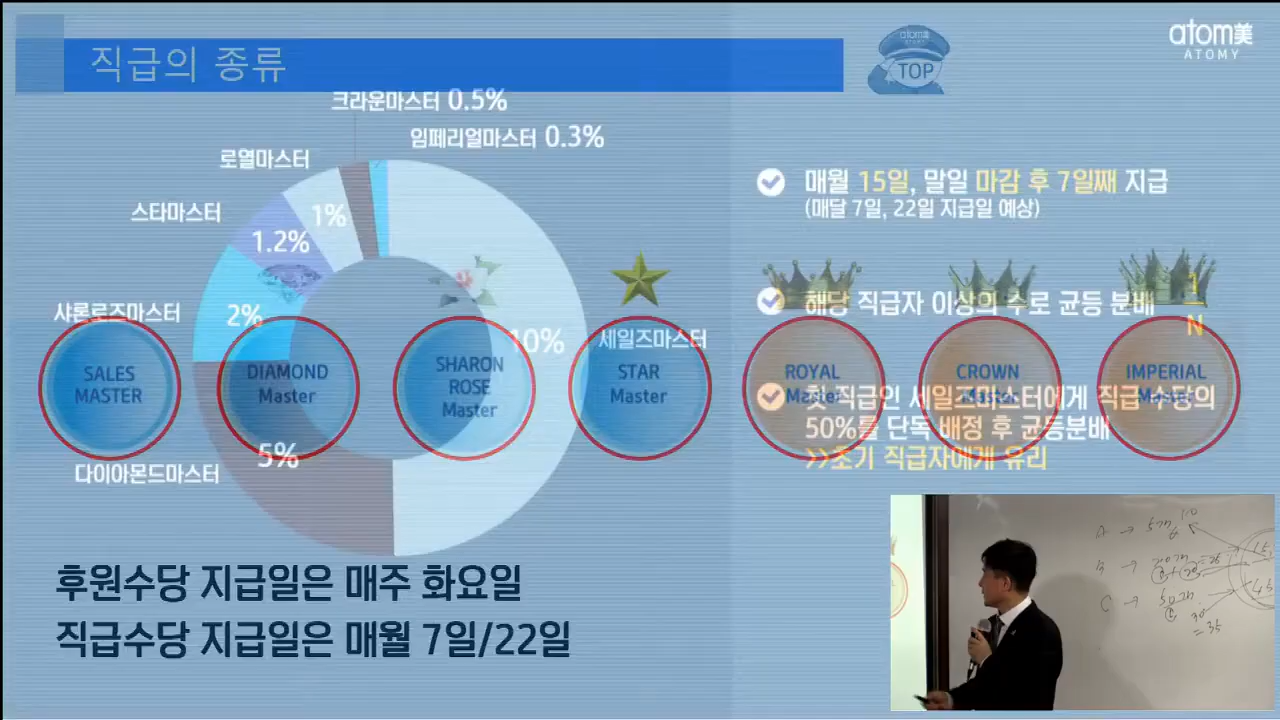 직급의 종류
atom美
TOP
atom美
ATOMY
크라운마스터 0.5%
임페리얼마스터 0.3%
로열마스터
1%
스타마스터
1.2%
샤론로즈마스터
2%
10%
세일즈마스터
다이아몬드마스터
5%
매월 15일, 말일 마감 후 7일째 지급
(매달 7일, 22일 지급일 예상)
해당 직급자 이상의 수로 균등 분배
1
N
첫 직급인 세일즈마스터에게 직급 수당의
50%를 단독 배정 후 균등분배
>>초기 직급자에게 유리
SALES
MASTER
DIAMOND
Master
SHARON
ROSE
Master
STAR
Master
ROYAL
Master
CROWN
Master
IMPERIAL
Master
후원수당 지급일은 매주 화요일
직급수당 지급일은 매월 7일/22일
A → 5개
B →
C →
= 35